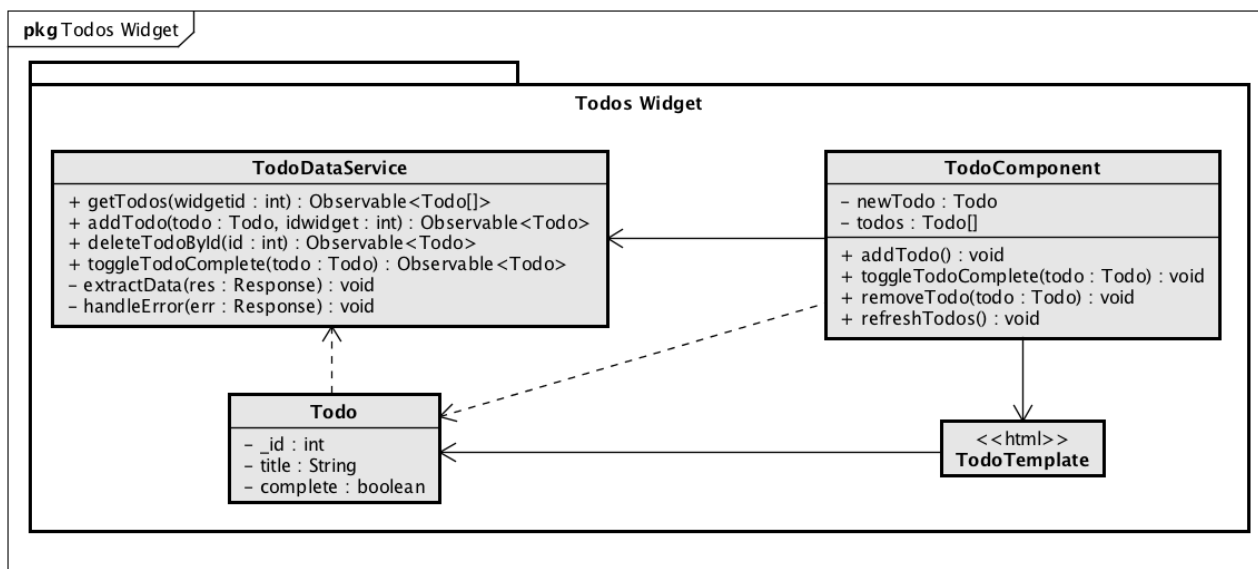 pkg Todos Widget
Todos Widget
TodoDataService
+ getTodos(widgetid : int) : Observable<Todo[]>
+ addTodo(todo : Todo, idwidget : int) : Observable<Todo>
+ deleteTodoById(id : int) : Observable<Todo>
+ toggleTodoComplete(todo : Todo) : Observable<Todo>
- extractData(res : Response) : void
- handleError(err : Response) : void
TodoComponent
- newTodo : Todo
- todos : Todo[]
+ addTodo() : void
+ toggleTodoComplete(todo : Todo) : void
+ removeTodo(todo : Todo) : void
+ refreshTodos() : void
Todo
- _id : int
- title : String
- complete : boolean
<<html>>
TodoTemplate